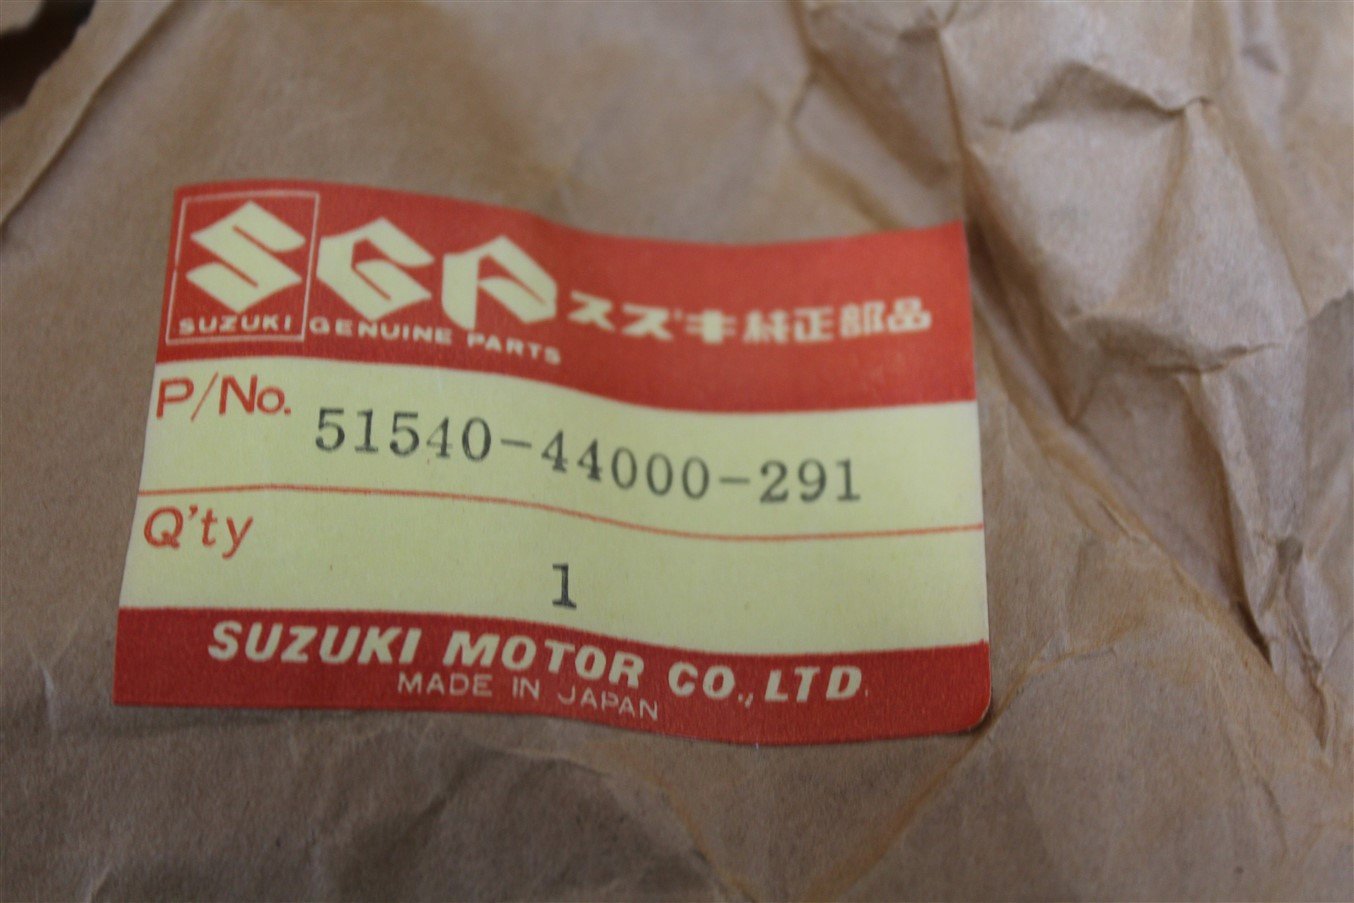 SGP スズキ純正部品
SUZUKI GENUINE PARTS
P/No. 51540-44000-291
Q'ty 1
SUZUKI MOTOR CO., LTD.
MADE IN JAPAN